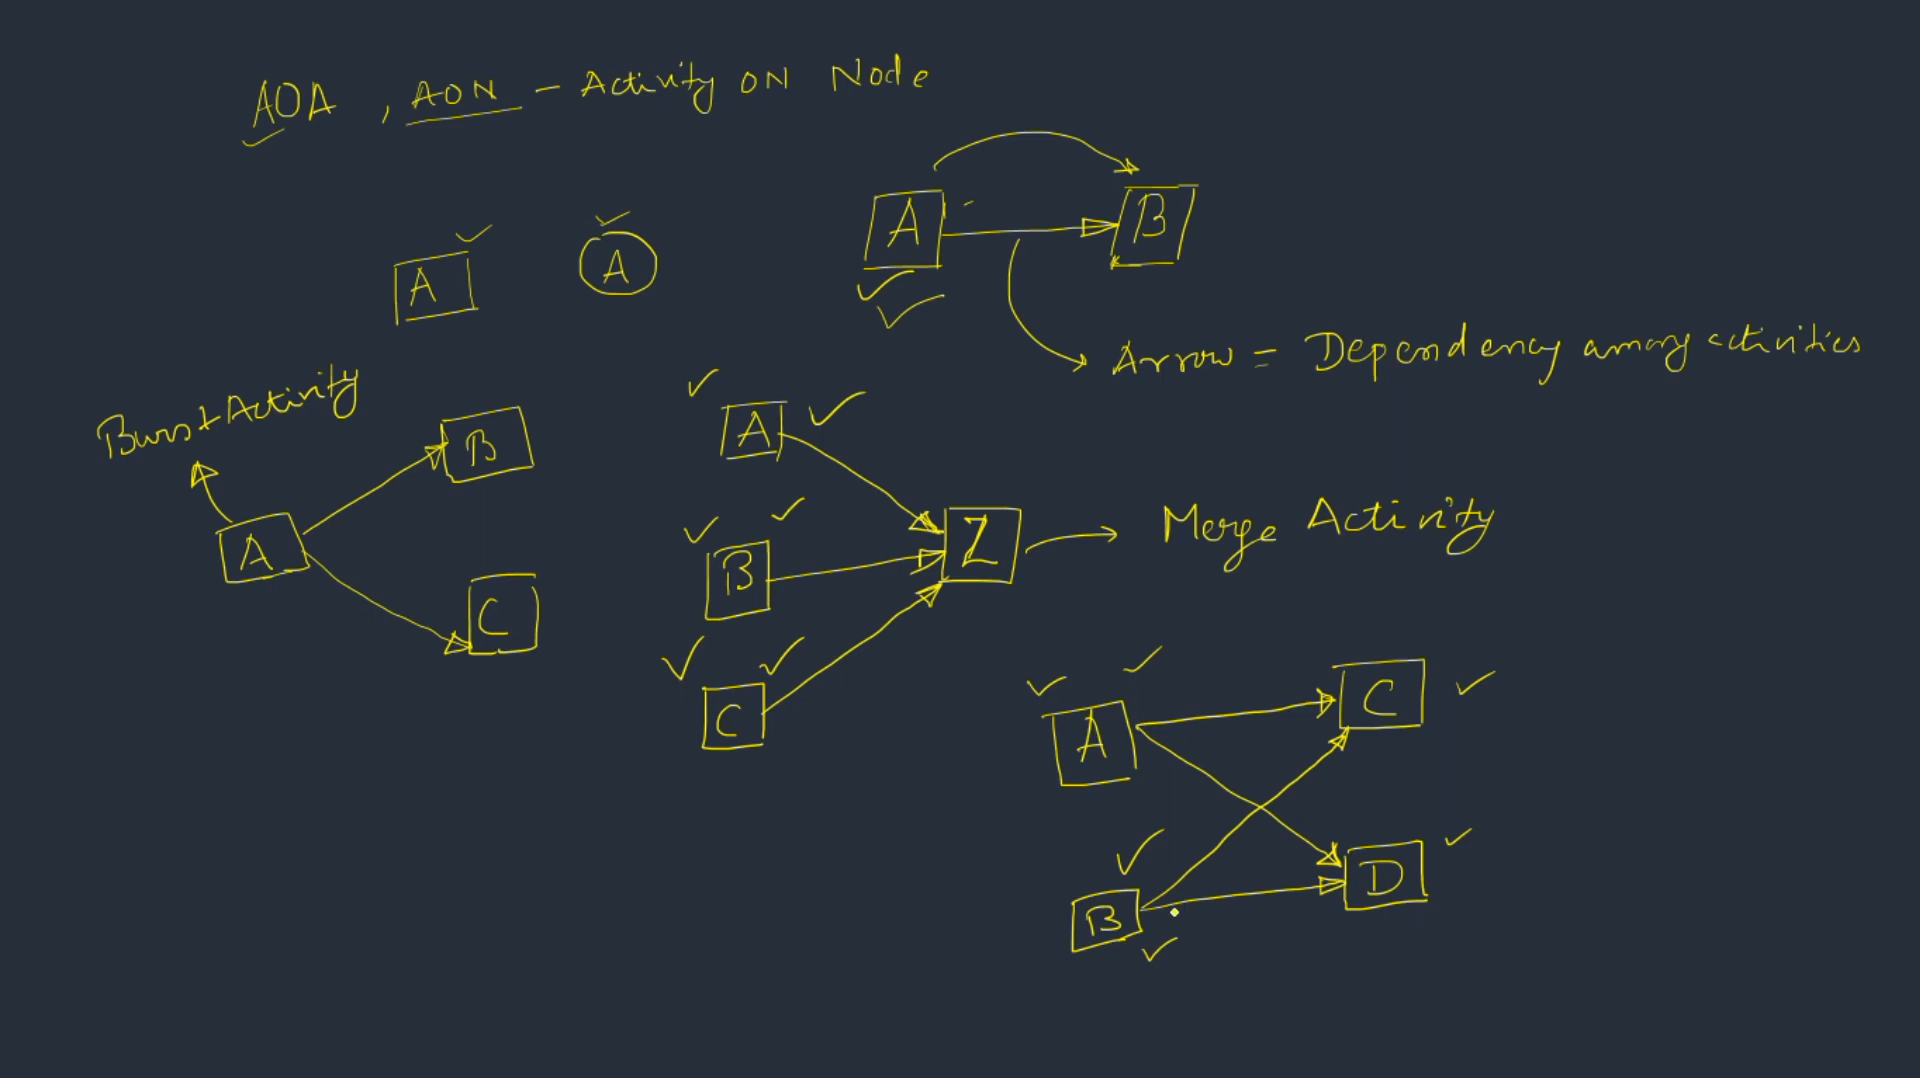 AOA, AON - Activity ON Node
A
B
A
A
Arrow = Dependency among activities
Burst Activity
A
B
Z
Merge Activity
A
B
C
C
A
C
B
D